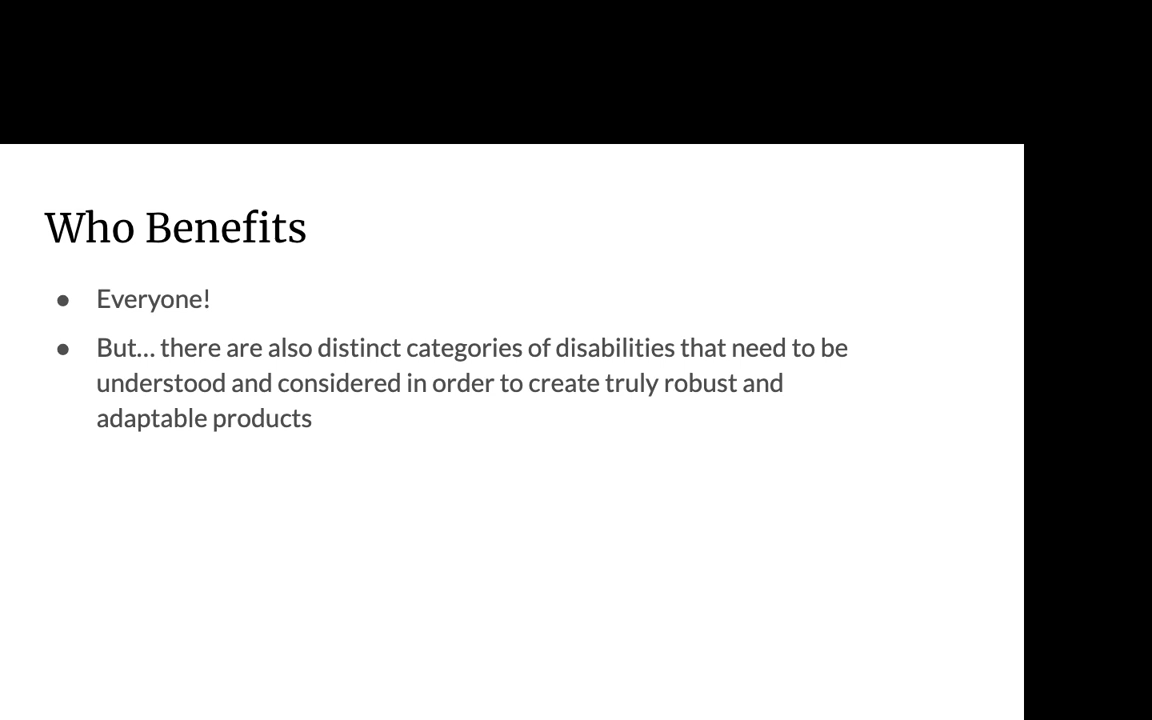 Who Benefits
● Everyone!
● But... there are also distinct categories of disabilities that need to be
understood and considered in order to create truly robust and
adaptable products